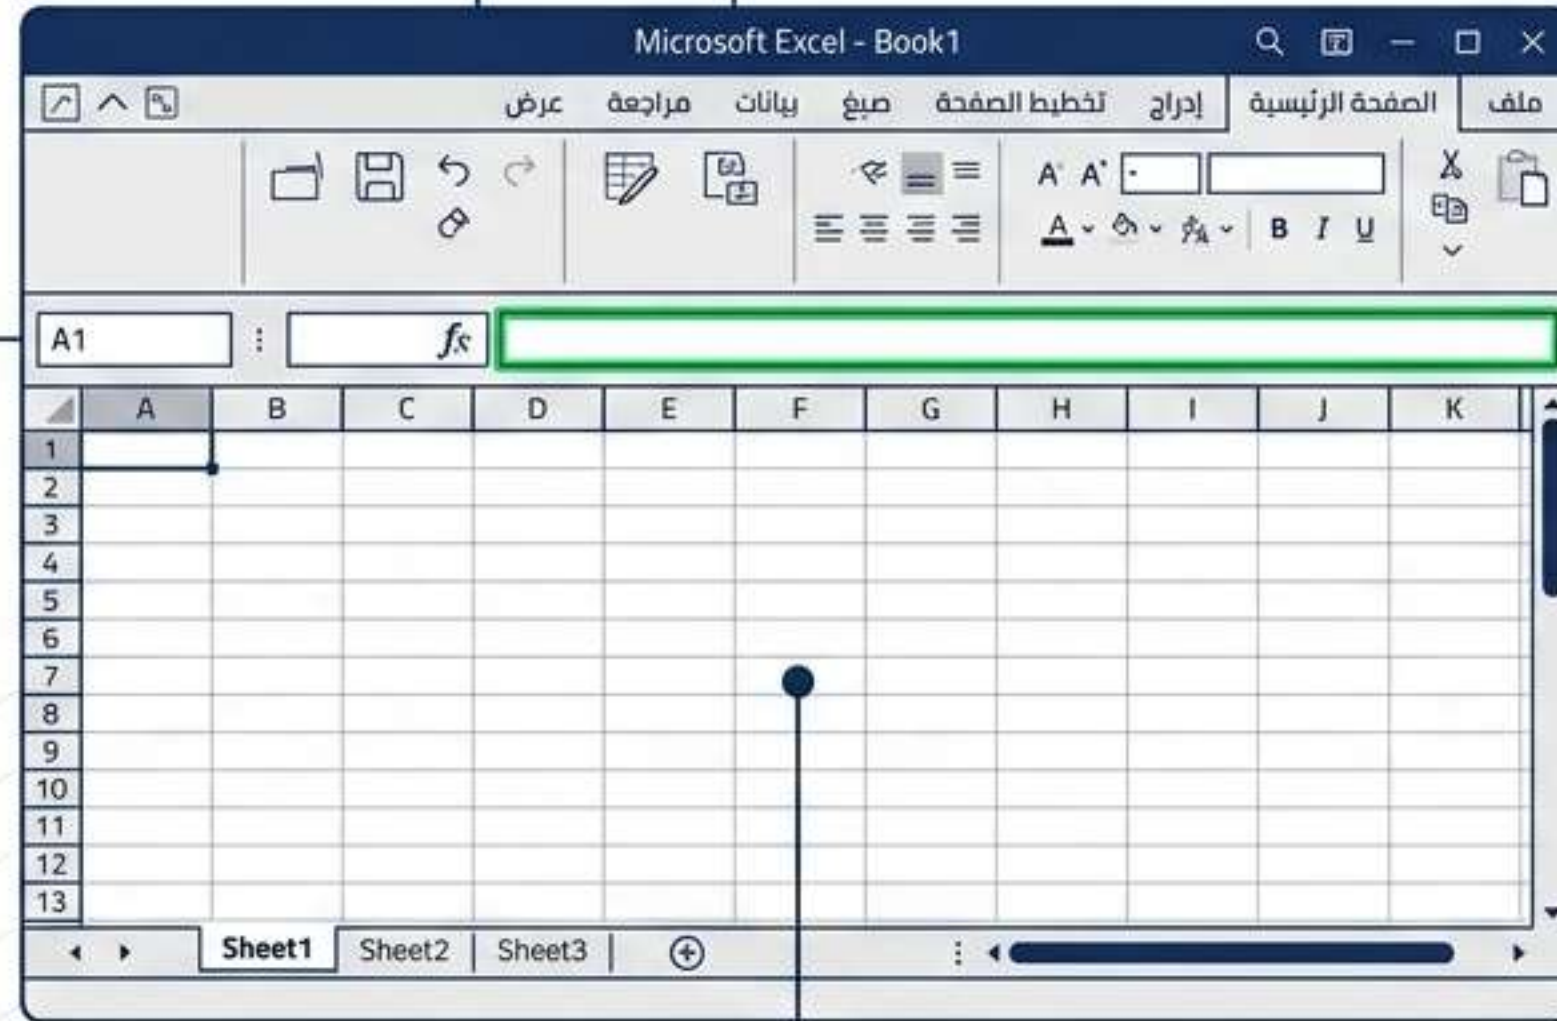 Microsoft Excel - Book1
ملف الصفحة الرئيسية إدراج تخطيط الصفحة صيغ بيانات مراجعة عرض
A A
A B I U
A1 fx
A B C D E F G H I J K
1
2
3
4
5
6
7
8
9
10
11
12
13
Sheet1 Sheet2 Sheet3